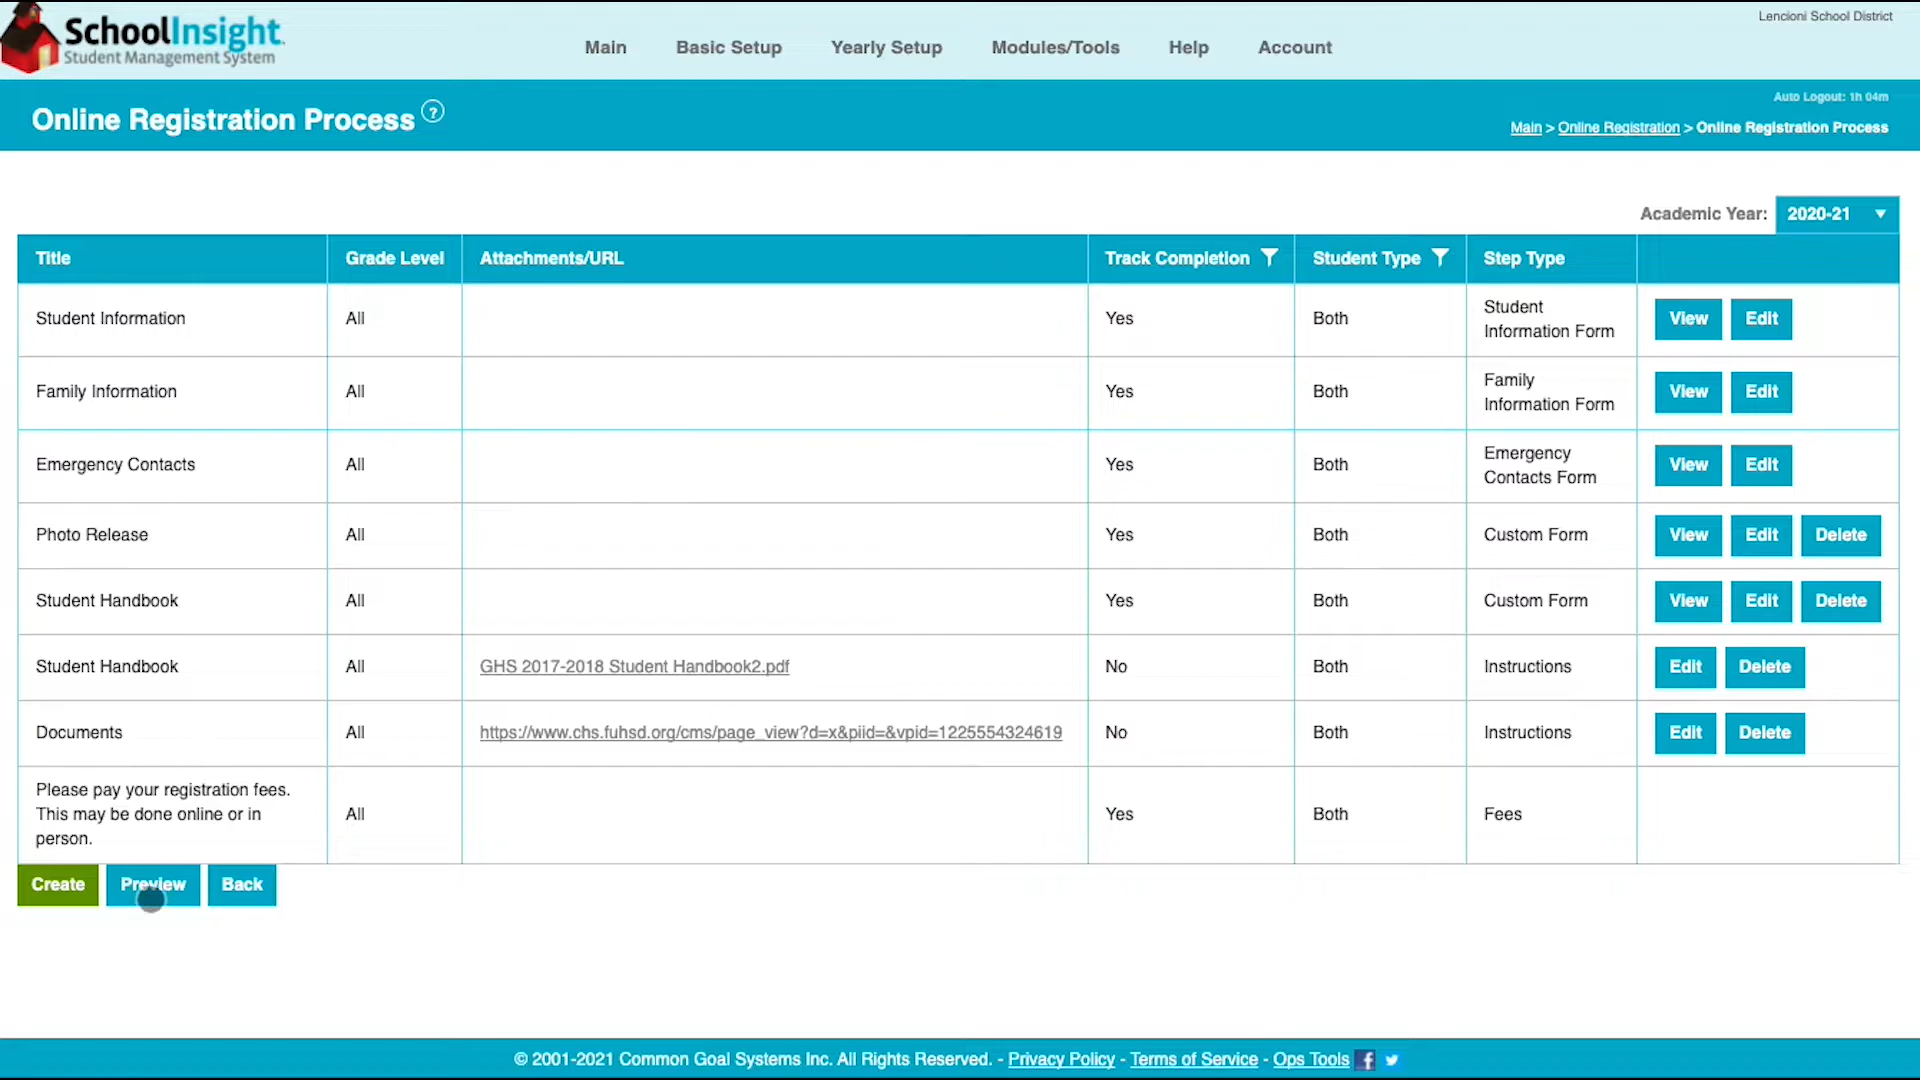 SchoolInsight
Student Management System
Lencioni School District
Main Basic Setup Yearly Setup Modules/Tools Help Account
Online Registration Process ?
Auto Logout: 1h 04m
Main > Online Registration > Online Registration Process
Academic Year: 2020-21
Title Grade Level Attachments/URL Track Completion Student Type Step Type
Student Information All Yes Both Student Information Form View Edit
Family Information All Yes Both Family Information Form View Edit
Emergency Contacts All Yes Both Emergency Contacts Form View Edit
Photo Release All Yes Both Custom Form View Edit Delete
Student Handbook All Yes Both Custom Form View Edit Delete
Student Handbook All GHS 2017-2018 Student Handbook2.pdf No Both Instructions Edit Delete
Documents All https://www.chs.fuhsd.org/cms/page_view?d=x&piid=&vpid=1225554324619 No Both Instructions Edit Delete
Please pay your registration fees.
This may be done online or in
person. All Yes Both Fees
Create Preview Back
© 2001-2021 Common Goal Systems Inc. All Rights Reserved. - Privacy Policy - Terms of Service - Ops Tools